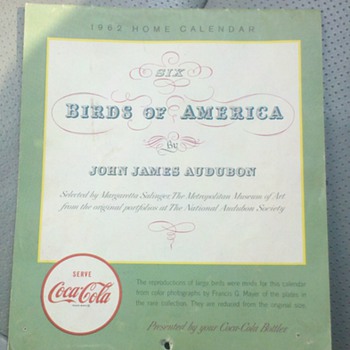 1962 HOME CALENDAR
SIX
BIRDS OF AMERICA
By
JOHN JAMES AUDUBON
Selected by Margaretta Salinger, The Metropolitan Museum of Art
from the original portfolios at The National Audubon Society
SERVE
Coca-Cola
The reproductions of large birds were made for this calendar
from color photographs by Francis G. Mayer of the plates in
the rare collection. They are reduced from the original size.
Presented by your Coca-Cola Bottler